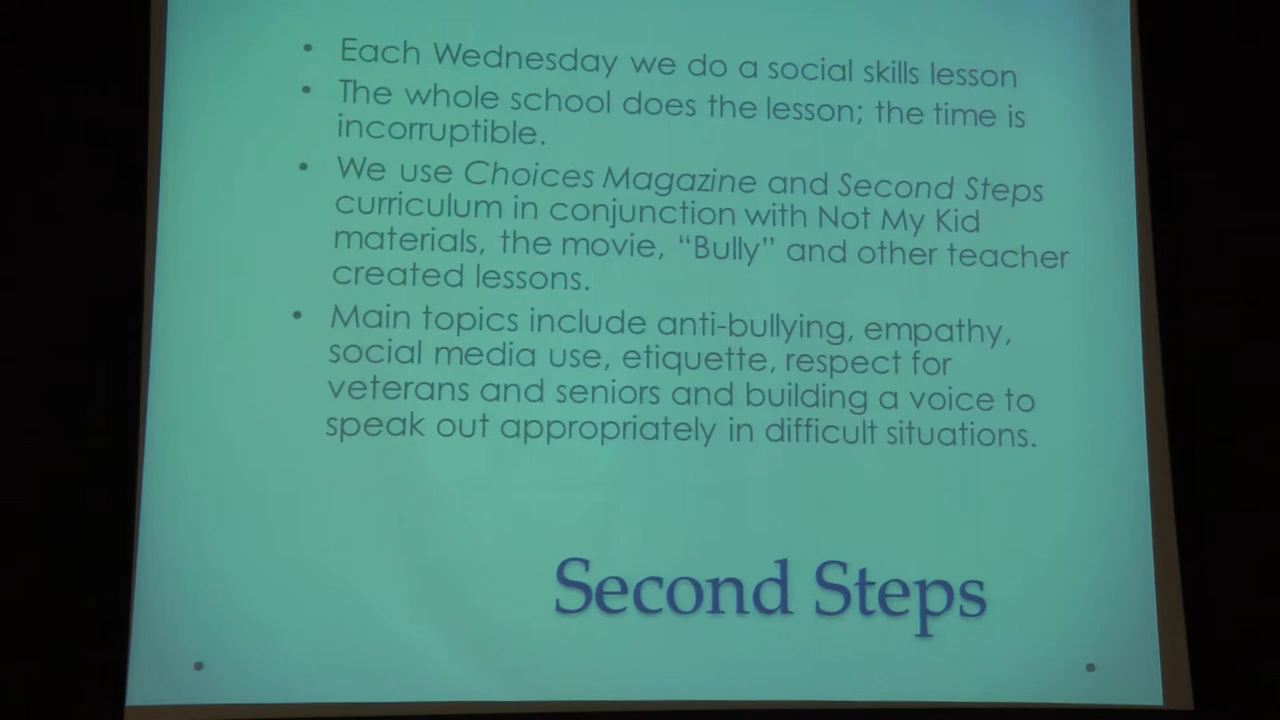 • Each Wednesday we do a social skills lesson
• The whole school does the lesson; the time is
incorruptible.
• We use Choices Magazine and Second Steps
curriculum in conjunction with Not My Kid
materials, the movie, “Bully” and other teacher
created lessons.
• Main topics include anti-bullying, empathy,
social media use, etiquette, respect for
veterans and seniors and building a voice to
speak out appropriately in difficult situations.
Second Steps